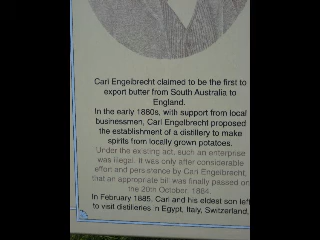 Carl Engelbrecht claimed to be the first to
export butter from South Australia to
England.
In the early 1880s, with support from local
businessmen, Carl Engelbrecht proposed
the establishment of a distillery to make
spirits from locally grown potatoes.
Under the existing act, such an enterprise
was illegal. It was only after considerable
effort and persistence by Carl Engelbrecht,
that an appropriate bill was finally passed on
the 20th October, 1884.
In February 1885, Carl and his eldest son left
to visit distilleries in Egypt, Italy, Switzerland,